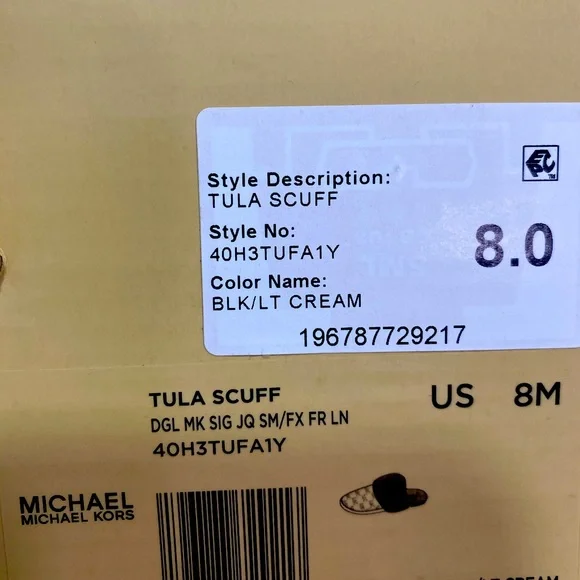 Style Description:
TULA SCUFF
Style No:
40H3TUFA1Y
Color Name:
BLK/LT CREAM
8.0
196787729217
TULA SCUFF
US 8M
DGL MK SIG JQ SM/FX FR LN
40H3TUFA1Y
MICHAEL
MICHAEL KORS